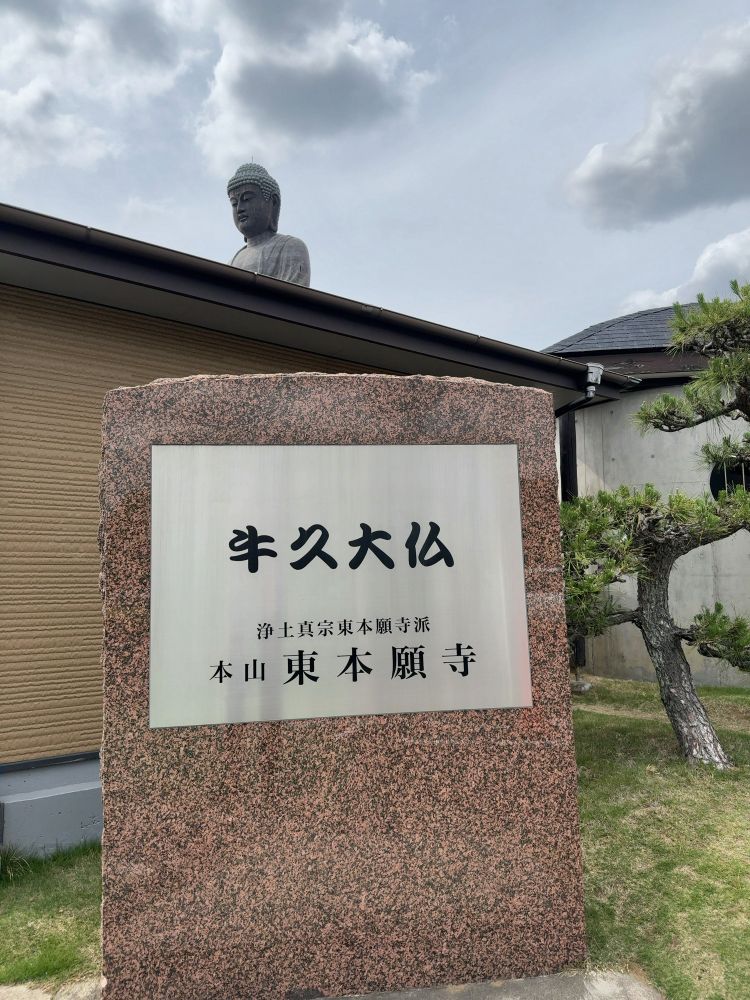 牛久大仏
浄土真宗東本願寺派
本山 東本願寺